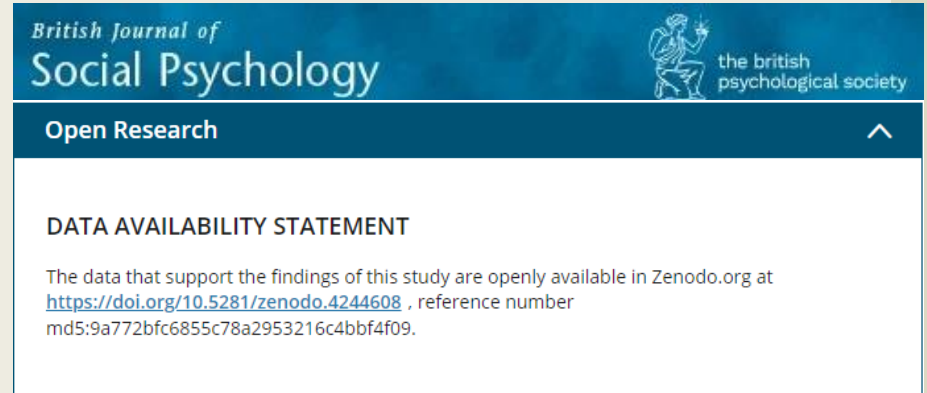 British Journal of
Social Psychology
the british
psychological society
Open Research
DATA AVAILABILITY STATEMENT
The data that support the findings of this study are openly available in Zenodo.org at
https://doi.org/10.5281/zenodo.4244608 , reference number
md5:9a772bfc6855c78a2953216c4bbf4f09.